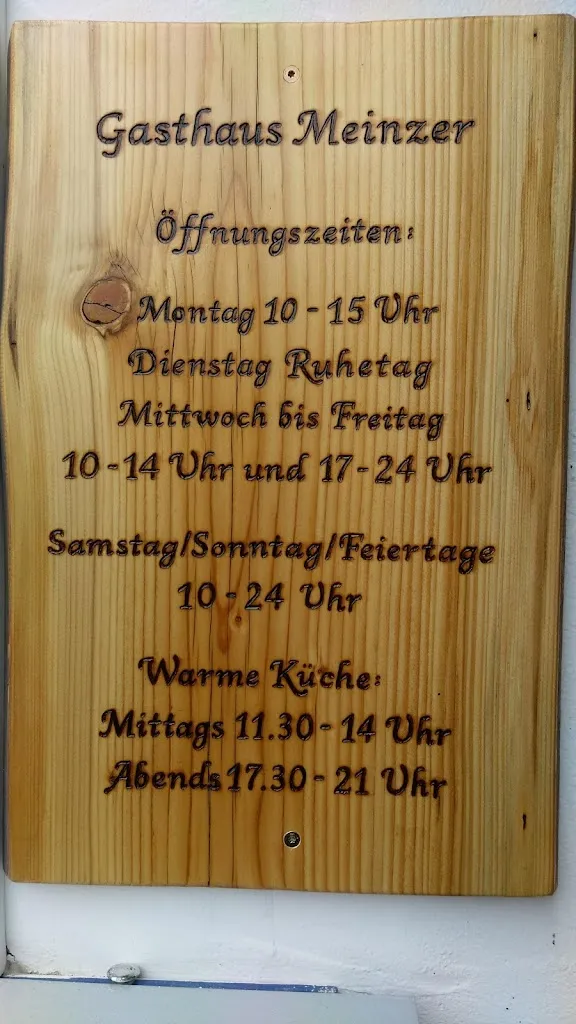 Gasthaus Meinzer
Öffnungszeiten:
Montag 10 - 15 Uhr
Dienstag Ruhetag
Mittwoch bis Freitag
10 - 14 Uhr und 17 - 24 Uhr
Samstag/Sonntag/Feiertage
10 - 24 Uhr
Warme Küche:
Mittags 11.30 - 14 Uhr
Abends 17.30 - 21 Uhr